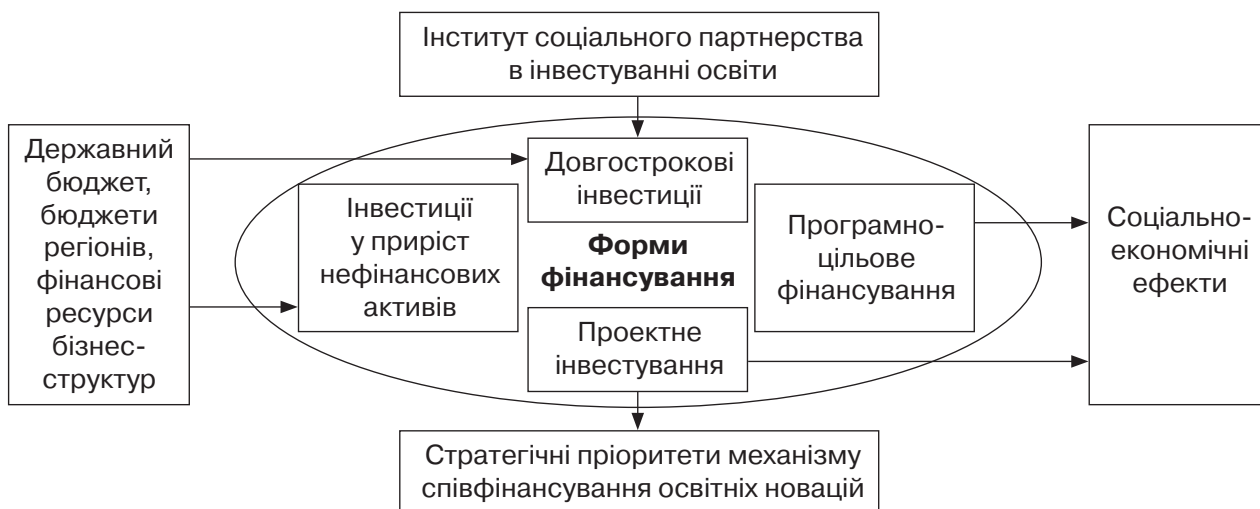 Інститут соціального партнерства
в інвестуванні освіти
Державний
бюджет,
бюджети
регіонів,
фінансові
ресурси
бізнес-
структур
Довгострокові
інвестиції
Інвестиції
у приріст
нефінансових
активів
Форми
фінансування
Програмно-
цільове
фінансування
Проектне
інвестування
Соціально-
економічні
ефекти
Стратегічні пріоритети механізму
співфінансування освітніх новацій